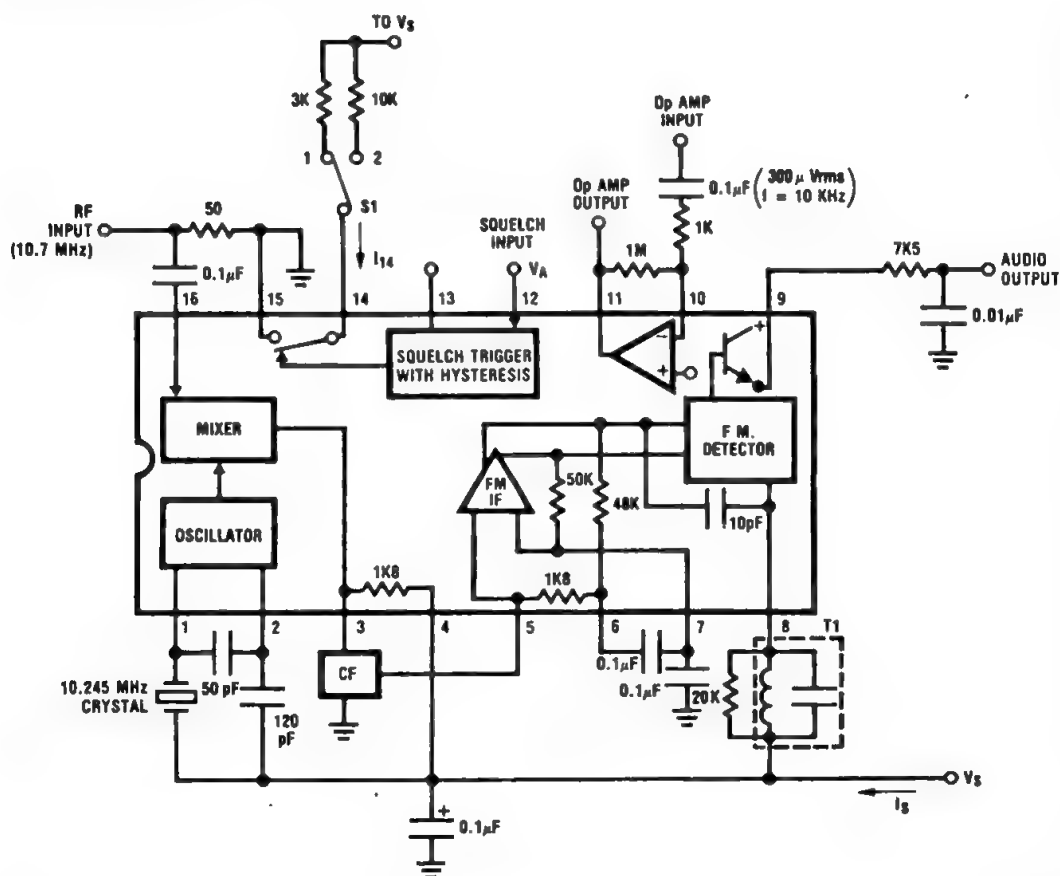 TO VS
3K
10K
1
2
S1
I14
RF
INPUT
(10.7 MHz)
50
0.1µF
Op AMP
INPUT
0.1µF
(300µ Vrms
f = 10 KHz)
1K
Op AMP
OUTPUT
1M
SQUELCH
INPUT
VA
7K5
AUDIO
OUTPUT
0.01µF
16
15
14
13
12
11
10
9
SQUELCH TRIGGER
WITH HYSTERESIS
-
+
+
MIXER
OSCILLATOR
FM
IF
50K
48K
F M.
DETECTOR
10pF
1K8
1K8
1
2
3
4
5
6
7
8
T1
10.245 MHz
CRYSTAL
50 pF
120
pF
CF
0.1µF
0.1µF
20K
VS
IS
+
0.1µF